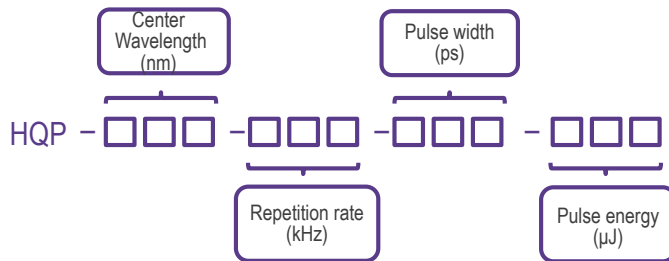 Center
Wavelength
(nm)
Pulse width
(ps)
HQP – □□□ – □□□ – □□□ – □□□
Repetition rate
(kHz)
Pulse energy
(μJ)